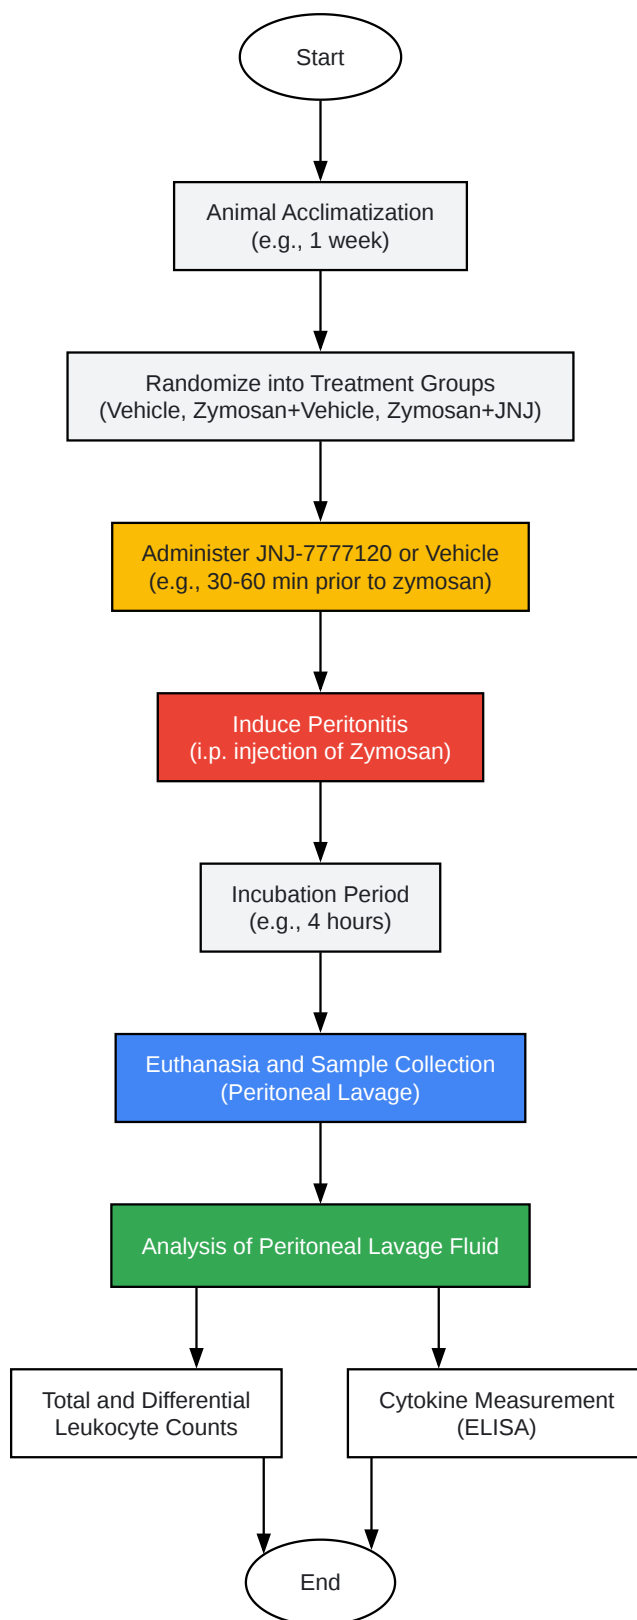 Start
Animal Acclimatization
(e.g., 1 week)
Randomize into Treatment Groups
(Vehicle, Zymosan+Vehicle, Zymosan+JNJ)
Administer JNJ-7777120 or Vehicle
(e.g., 30-60 min prior to zymosan)
Induce Peritonitis
(i.p. injection of Zymosan)
Incubation Period
(e.g., 4 hours)
Euthanasia and Sample Collection
(Peritoneal Lavage)
Analysis of Peritoneal Lavage Fluid
Total and Differential
Leukocyte Counts
Cytokine Measurement
(ELISA)
End